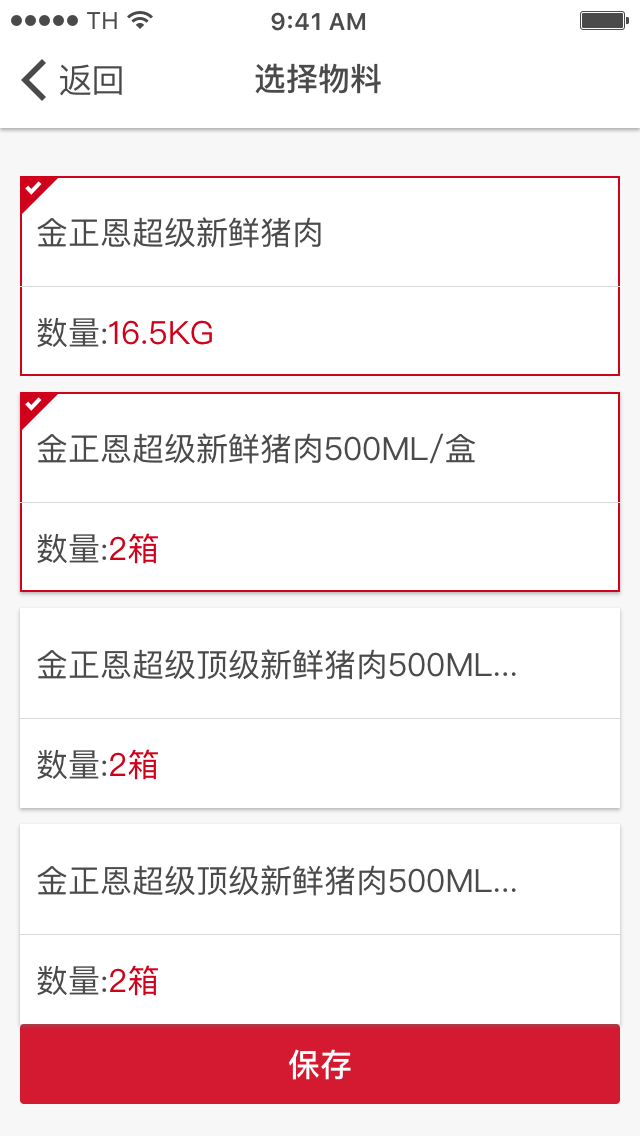 TH
9:41 AM
返回
选择物料
金正恩超级新鲜猪肉
数量:16.5KG
金正恩超级新鲜猪肉500ML/盒
数量:2箱
金正恩超级顶级新鲜猪肉500ML...
数量:2箱
金正恩超级顶级新鲜猪肉500ML...
数量:2箱
保存